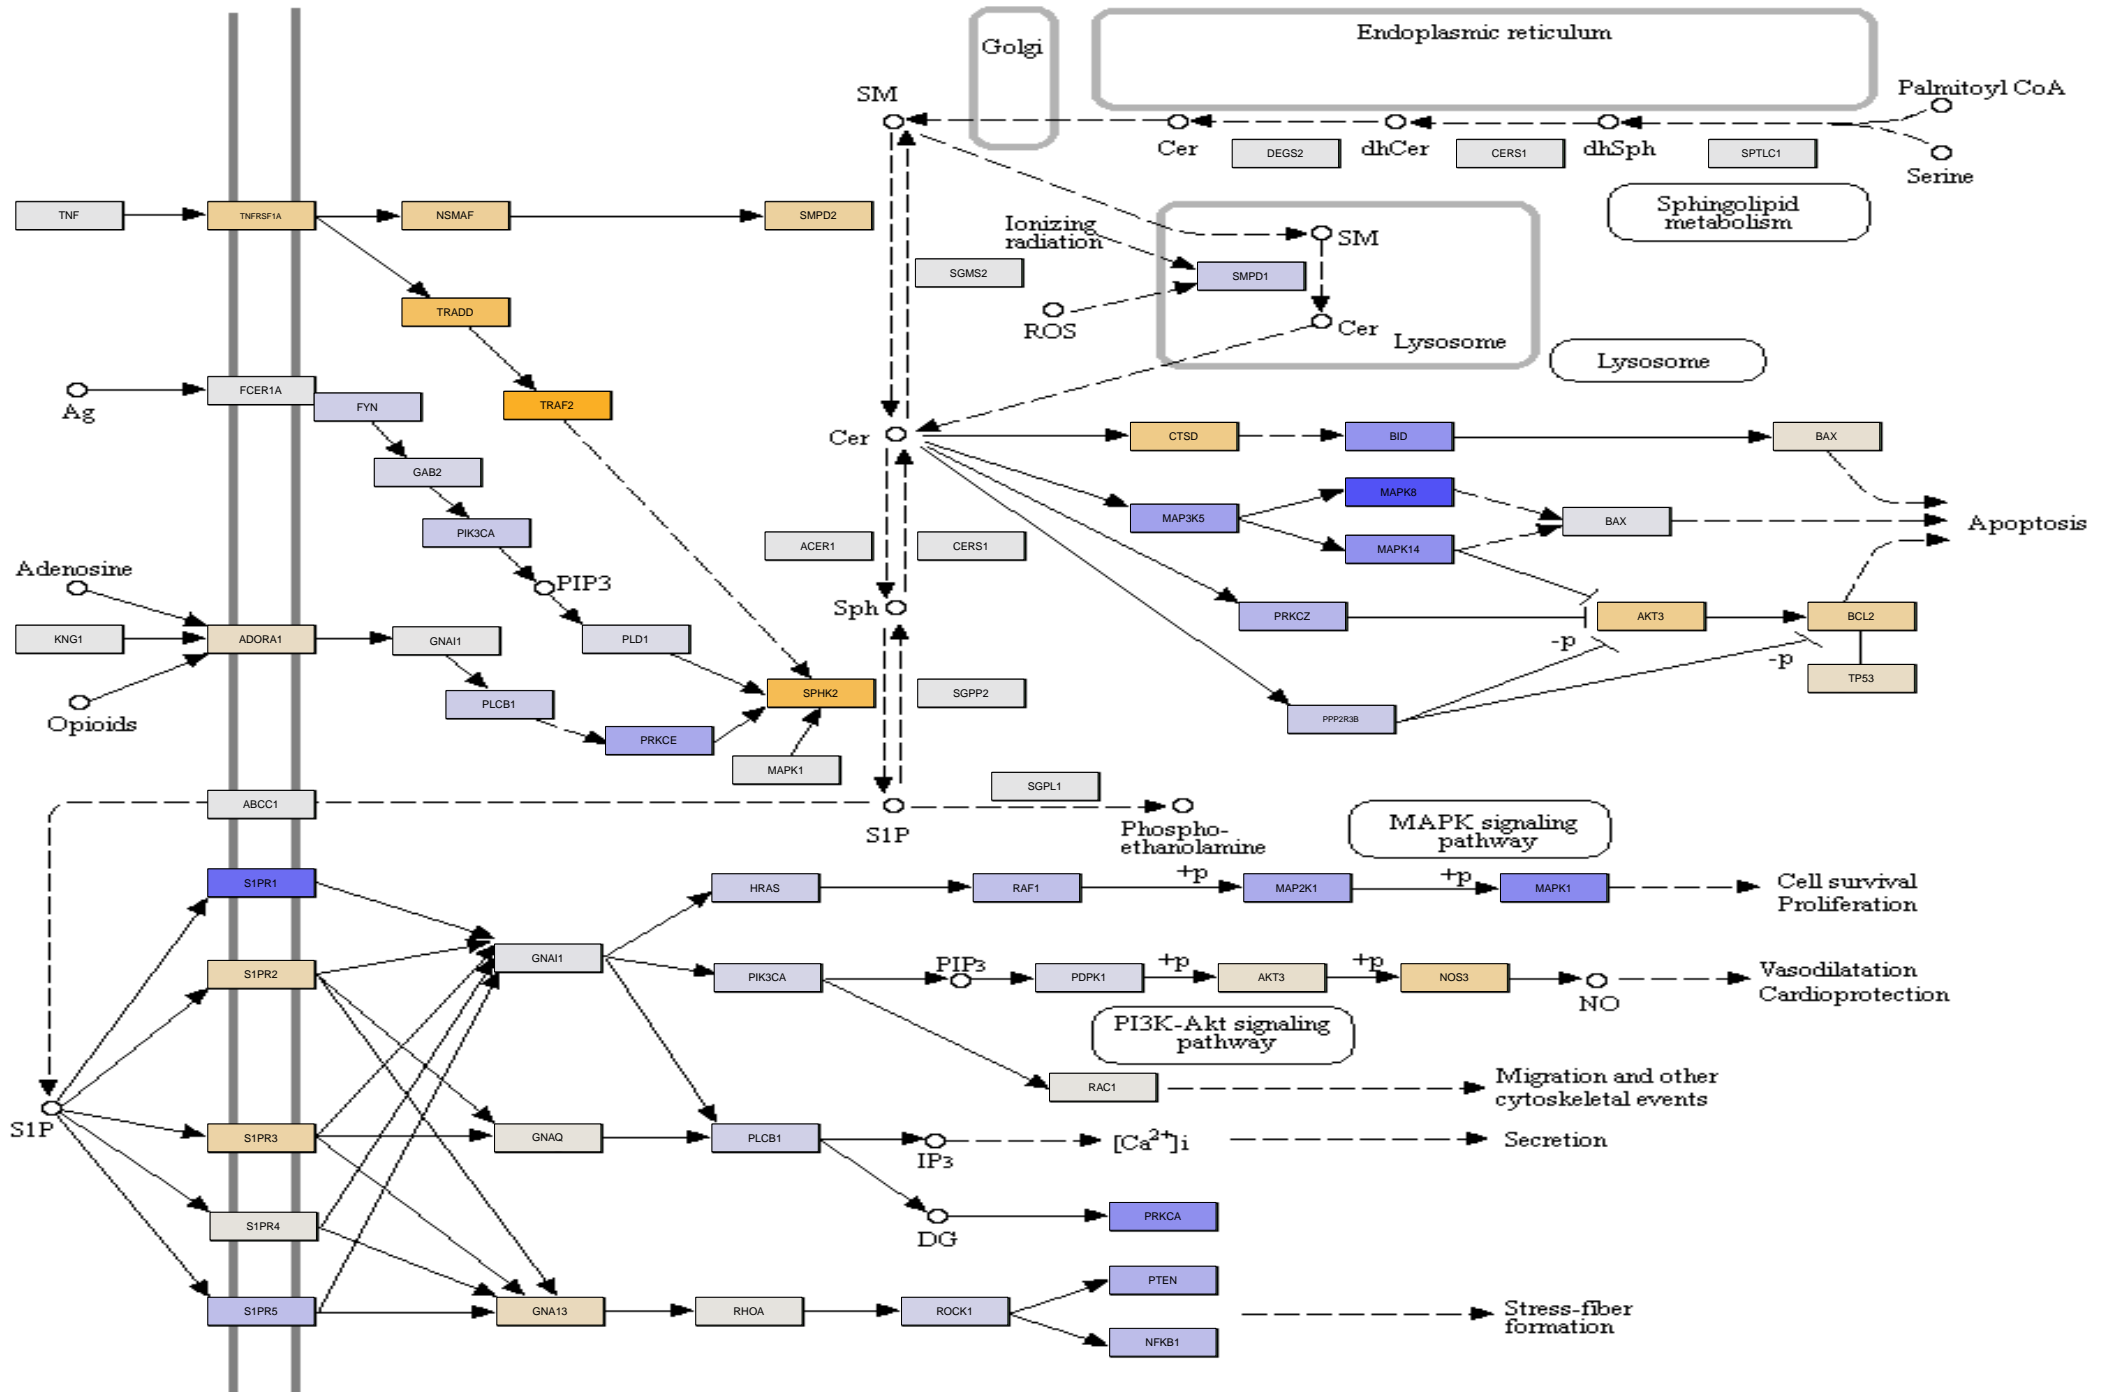 Golgi
Endoplasmic reticulum
SM
Palmitoyl CoA
Cer
DEGS2
dhCer
CERS1
dhSph
SPTLC1
Serine
TNF
TNFRSF1A
NSMAF
SMPD2
Sphingolipid
metabolism
Ionizing
radiation
SM
SGMS2
SMPD1
TRADD
ROS
Cer
Lysosome
Lysosome
Ag
FCER1A
FYN
TRAF2
Cer
CTSD
BID
BAX
GAB2
MAPK8
MAP3K5
BAX
Apoptosis
PIK3CA
ACER1
CERS1
MAPK14
Adenosine
PIP3
Sph
PRKCZ
AKT3
BCL2
KNG1
ADORA1
GNAI1
PLD1
-p
-p
TP53
Opioids
PLCB1
SPHK2
SGPP2
PPP2R3B
PRKCE
MAPK1
SGPL1
ABCC1
S1P
Phospho-
ethanolamine
MAPK signaling
pathway
S1PR1
HRAS
RAF1
+p
MAP2K1
+p
MAPK1
Cell survival
Proliferation
S1PR2
GNAI1
PIK3CA
PIP3
PDPK1
+p
AKT3
+p
NOS3
NO
Vasodilatation
Cardioprotection
PI3K-Akt signaling
pathway
RAC1
Migration and other
cytoskeletal events
S1P
S1PR3
GNAQ
PLCB1
IP3
[Ca2+]i
Secretion
S1PR4
DG
PRKCA
S1PR5
GNA13
RHOA
ROCK1
PTEN
NFKB1
Stress-fiber
formation